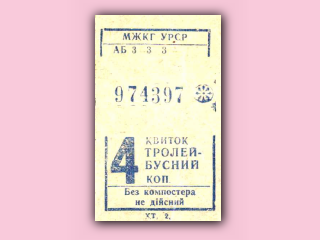 МЖКГ УРСР
АБ 3 3 3
974397
4 КВИТОК
ТРОЛЕЙ-
БУСНИЙ
КОП
Без компостера
не дійсний
ХТ. 2.